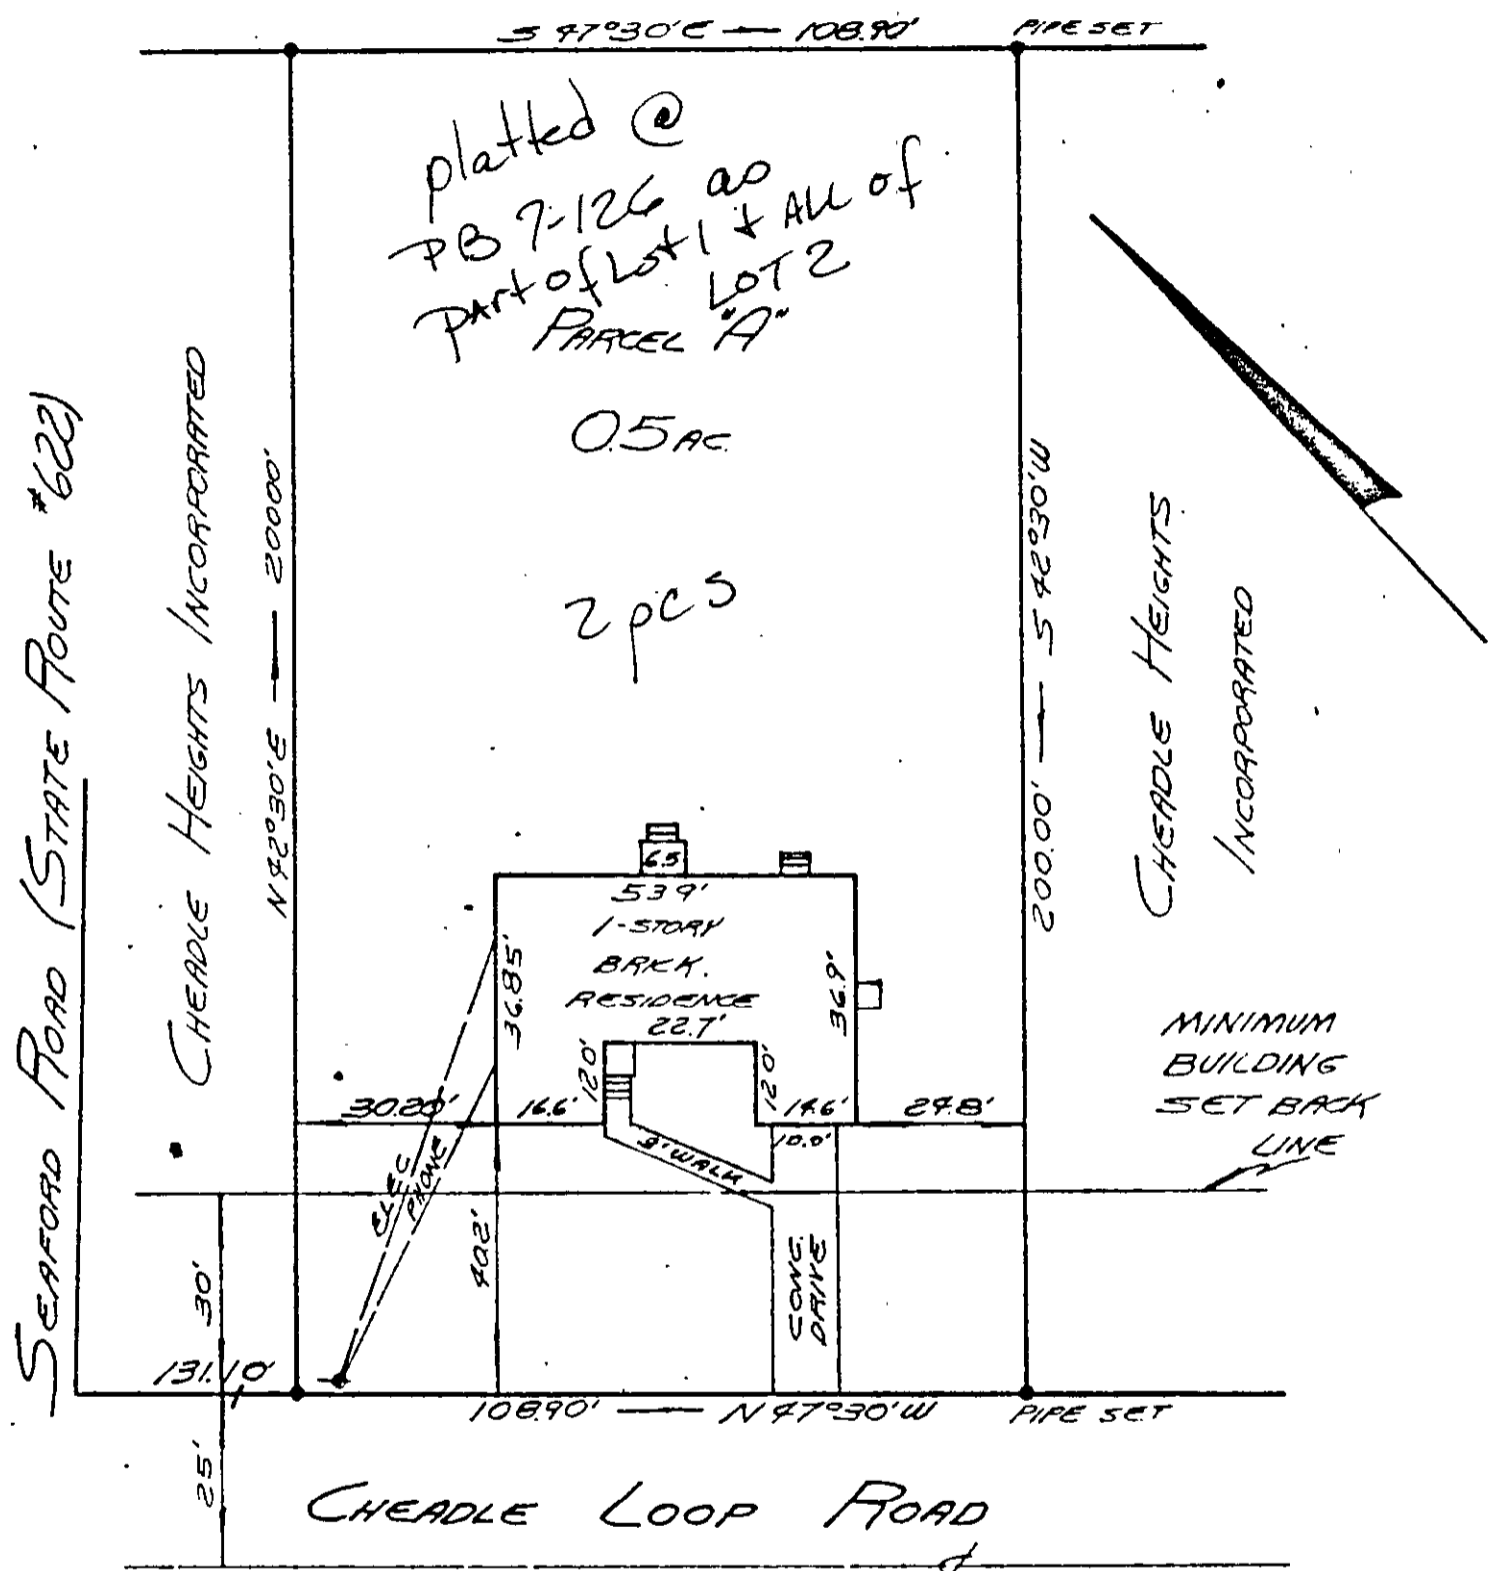 S 47°30'E — 108.90' PIPE SET
platted @
PB 7-126 as
Part of Lot 1 + All of
LOT 2
PARCEL "A"
0.5 AC.
2 pcs
SEAFORD ROAD (STATE ROUTE #622)
CHEADLE HEIGHTS INCORPORATED
N42°30'E — 200.00'
200.00' — S 42°30'W
CHEADLE HEIGHTS
INCORPORATED
6.5
53.9'
1-STORY
BRICK.
RESIDENCE
22.7'
36.85'
36.9'
12.0'
12.0'
30.20'
16.6'
14.6'
24.8'
10.0'
3' WALK
ELEC
PHONE
40.2'
CONC.
DRIVE
MINIMUM
BUILDING
SET BACK
LINE
30'
131.10'
108.90' — N 47°30'W PIPE SET
25'
CHEADLE LOOP ROAD